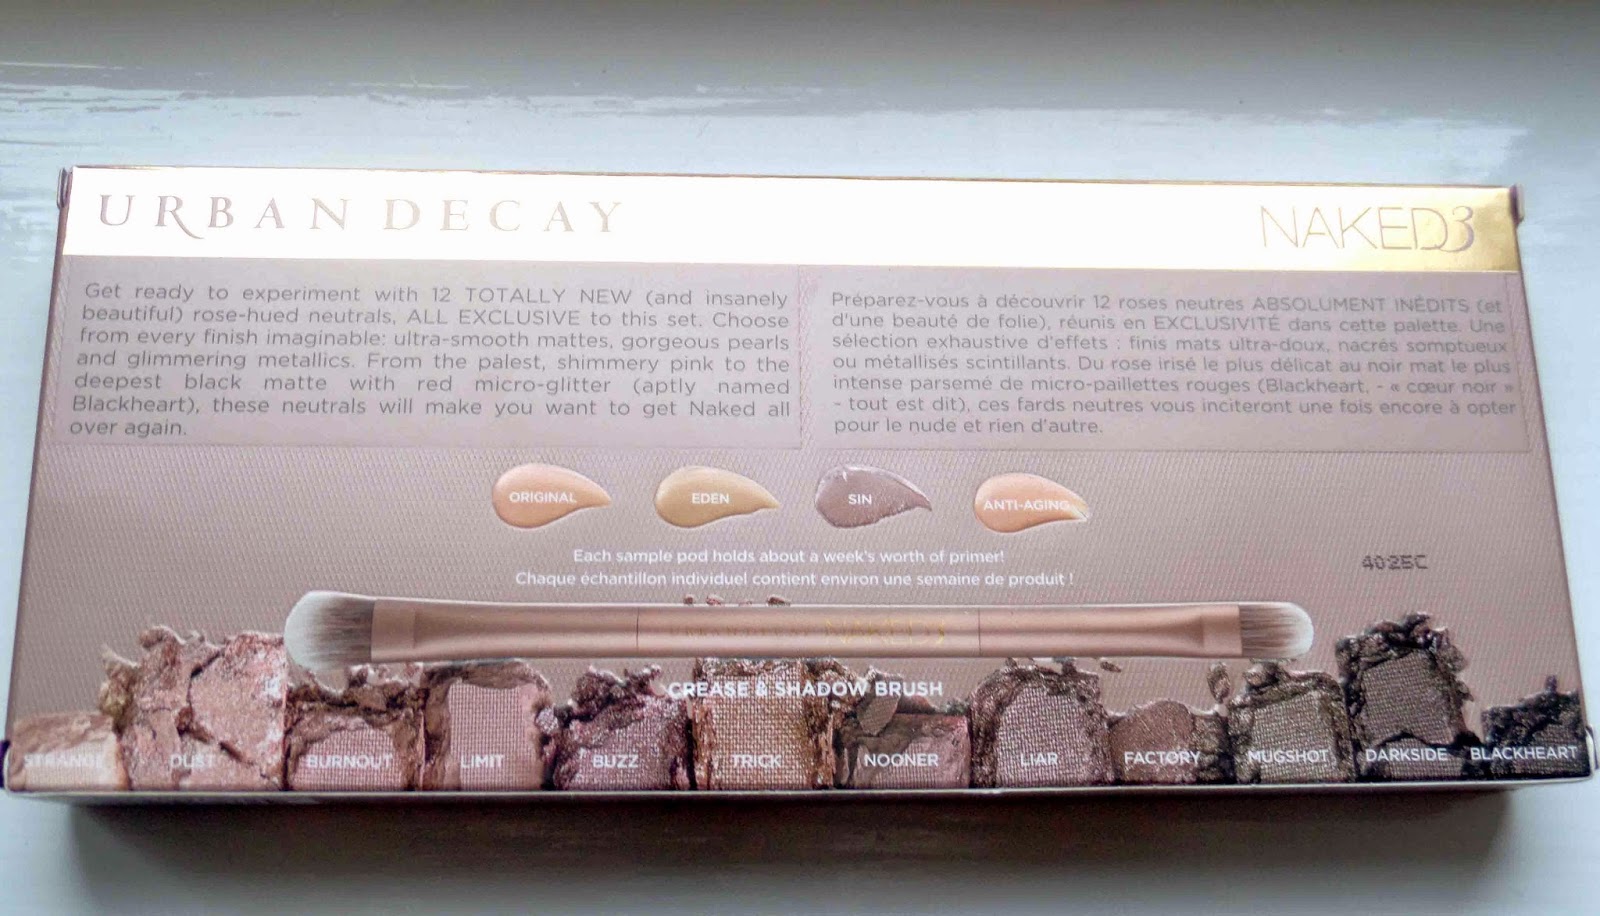 URBAN DECAY
NAKED3
Get ready to experiment with 12 TOTALLY NEW (and insanely
beautiful) rose-hued neutrals, ALL EXCLUSIVE to this set. Choose
from every finish imaginable: ultra-smooth mattes, gorgeous pearls
and glimmering metallics. From the palest, shimmery pink to the
deepest black matte with red micro-glitter (aptly named
Blackheart), these neutrals will make you want to get Naked all
over again.
Préparez-vous à découvrir 12 roses neutres ABSOLUMENT INÉDITS (et
d'une beauté de folie), réunis en EXCLUSIVITÉ dans cette palette. Une
sélection exhaustive d'effets : finis mats ultra-doux, nacrés somptueux
ou métallisés scintillants. Du rose irisé le plus délicat au noir mat le plus
intense parsemé de micro-paillettes rouges (Blackheart, - « cœur noir »
- tout est dit), ces fards neutres vous inciteront une fois encore à opter
pour le nude et rien d'autre.
ORIGINAL
EDEN
SIN
ANTI-AGING
Each sample pod holds about a week's worth of primer!
Chaque échantillon individuel contient environ une semaine de produit !
4025C
URBAN DECAY NAKED3
CREASE & SHADOW BRUSH
STRANGE
DUST
BURNOUT
LIMIT
BUZZ
TRICK
NOONER
LIAR
FACTORY
MUGSHOT
DARKSIDE
BLACKHEART